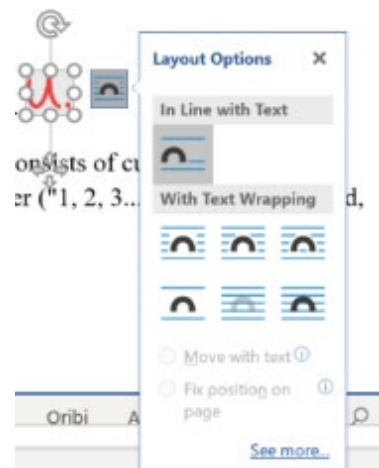 Layout Options
In Line with Text
onsists of cu
er ("1, 2, 3... d,
With Text Wrapping
Move with text
Fix position on
page
Oribi A
See more...